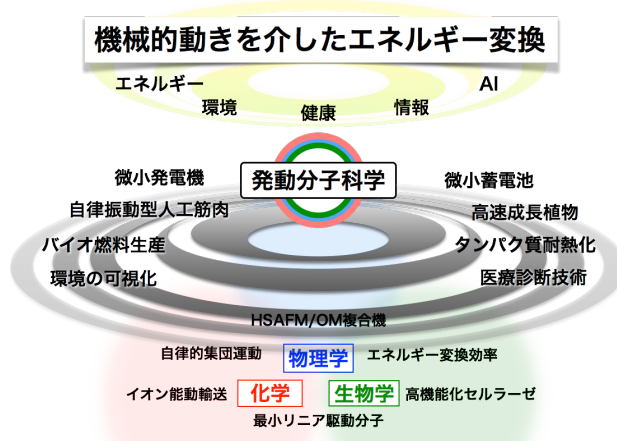 機械的動きを介したエネルギー変換
エネルギー
AI
環境
情報
健康
微小発電機
発動分子科学
微小蓄電池
自律振動型人工筋肉
高速成長植物
バイオ燃料生産
タンパク質耐熱化
環境の可視化
医療診断技術
HSAFM/OM複合機
自律的集団運動
物理学
エネルギー変換効率
イオン能動輸送
化学
生物学
高機能化セルラーゼ
最小リニア駆動分子